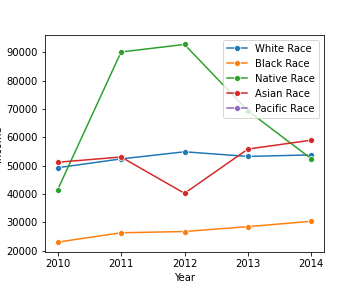 White Race
Black Race
Native Race
Asian Race
Pacific Race
90000
80000
70000
60000
50000
40000
30000
20000
2010
2011
2012
2013
2014
Year